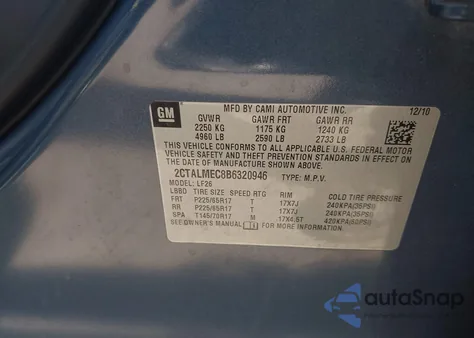 GM
MFD BY CAMI AUTOMOTIVE INC. 12/10
GVWR GAWR FRT GAWR RR
2250 KG 1175 KG 1240 KG
4960 LB 2590 LB 2733 LB
THIS VEHICLE CONFORMS TO ALL APPLICABLE U.S. FEDERAL MOTOR
VEHICLE SAFETY, BUMPER, AND THEFT PREVENTION STANDARDS IN EFFECT ON
THE DATE OF MANUFACTURE SHOWN ABOVE.
2CTALMEC8B6320946 TYPE: M.P.V.
MODEL: LF26
LBBD TIRE SIZE SPEED RTG RIM COLD TIRE PRESSURE
FRT P225/65R17 T 17X7J 240KPA(35PSI)
RR P225/65R17 T 17X7J 240KPA(35PSI)
SPA T145/70R17 M 17X4.5T 420KPA(60PSI)
SEE OWNER'S MANUAL
autoSnap